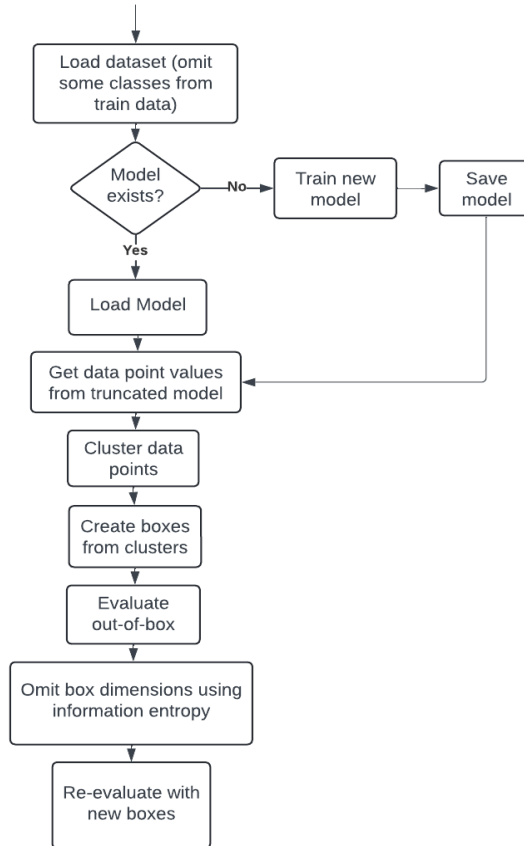 Load dataset (omit
some classes from
train data)
Model
exists?
No
Train new
model
Save
model
Yes
Load Model
Get data point values
from truncated model
Cluster data
points
Create boxes
from clusters
Evaluate
out-of-box
Omit box dimensions using
information entropy
Re-evaluate with
new boxes